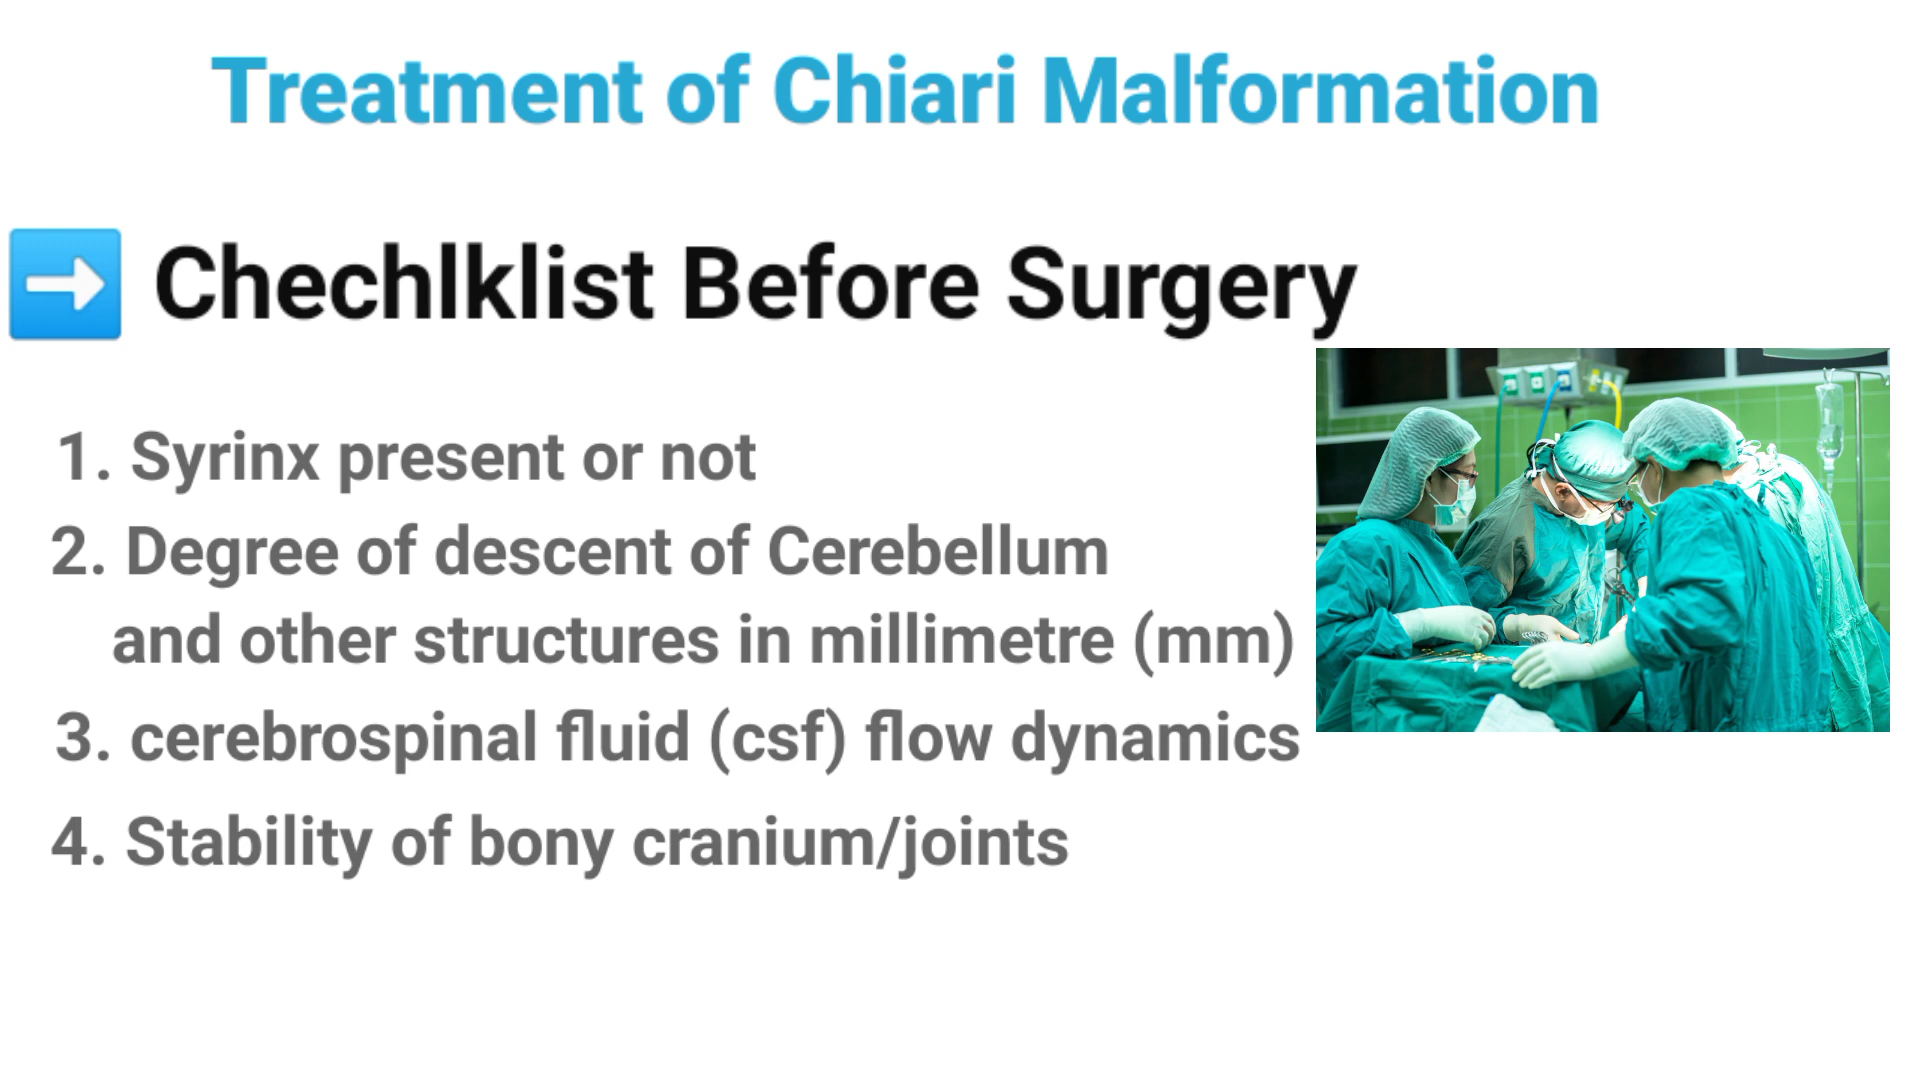 Treatment of Chiari Malformation
➡ Chechlklist Before Surgery
1. Syrinx present or not
2. Degree of descent of Cerebellum
and other structures in millimetre (mm)
3. cerebrospinal fluid (csf) flow dynamics
4. Stability of bony cranium/joints